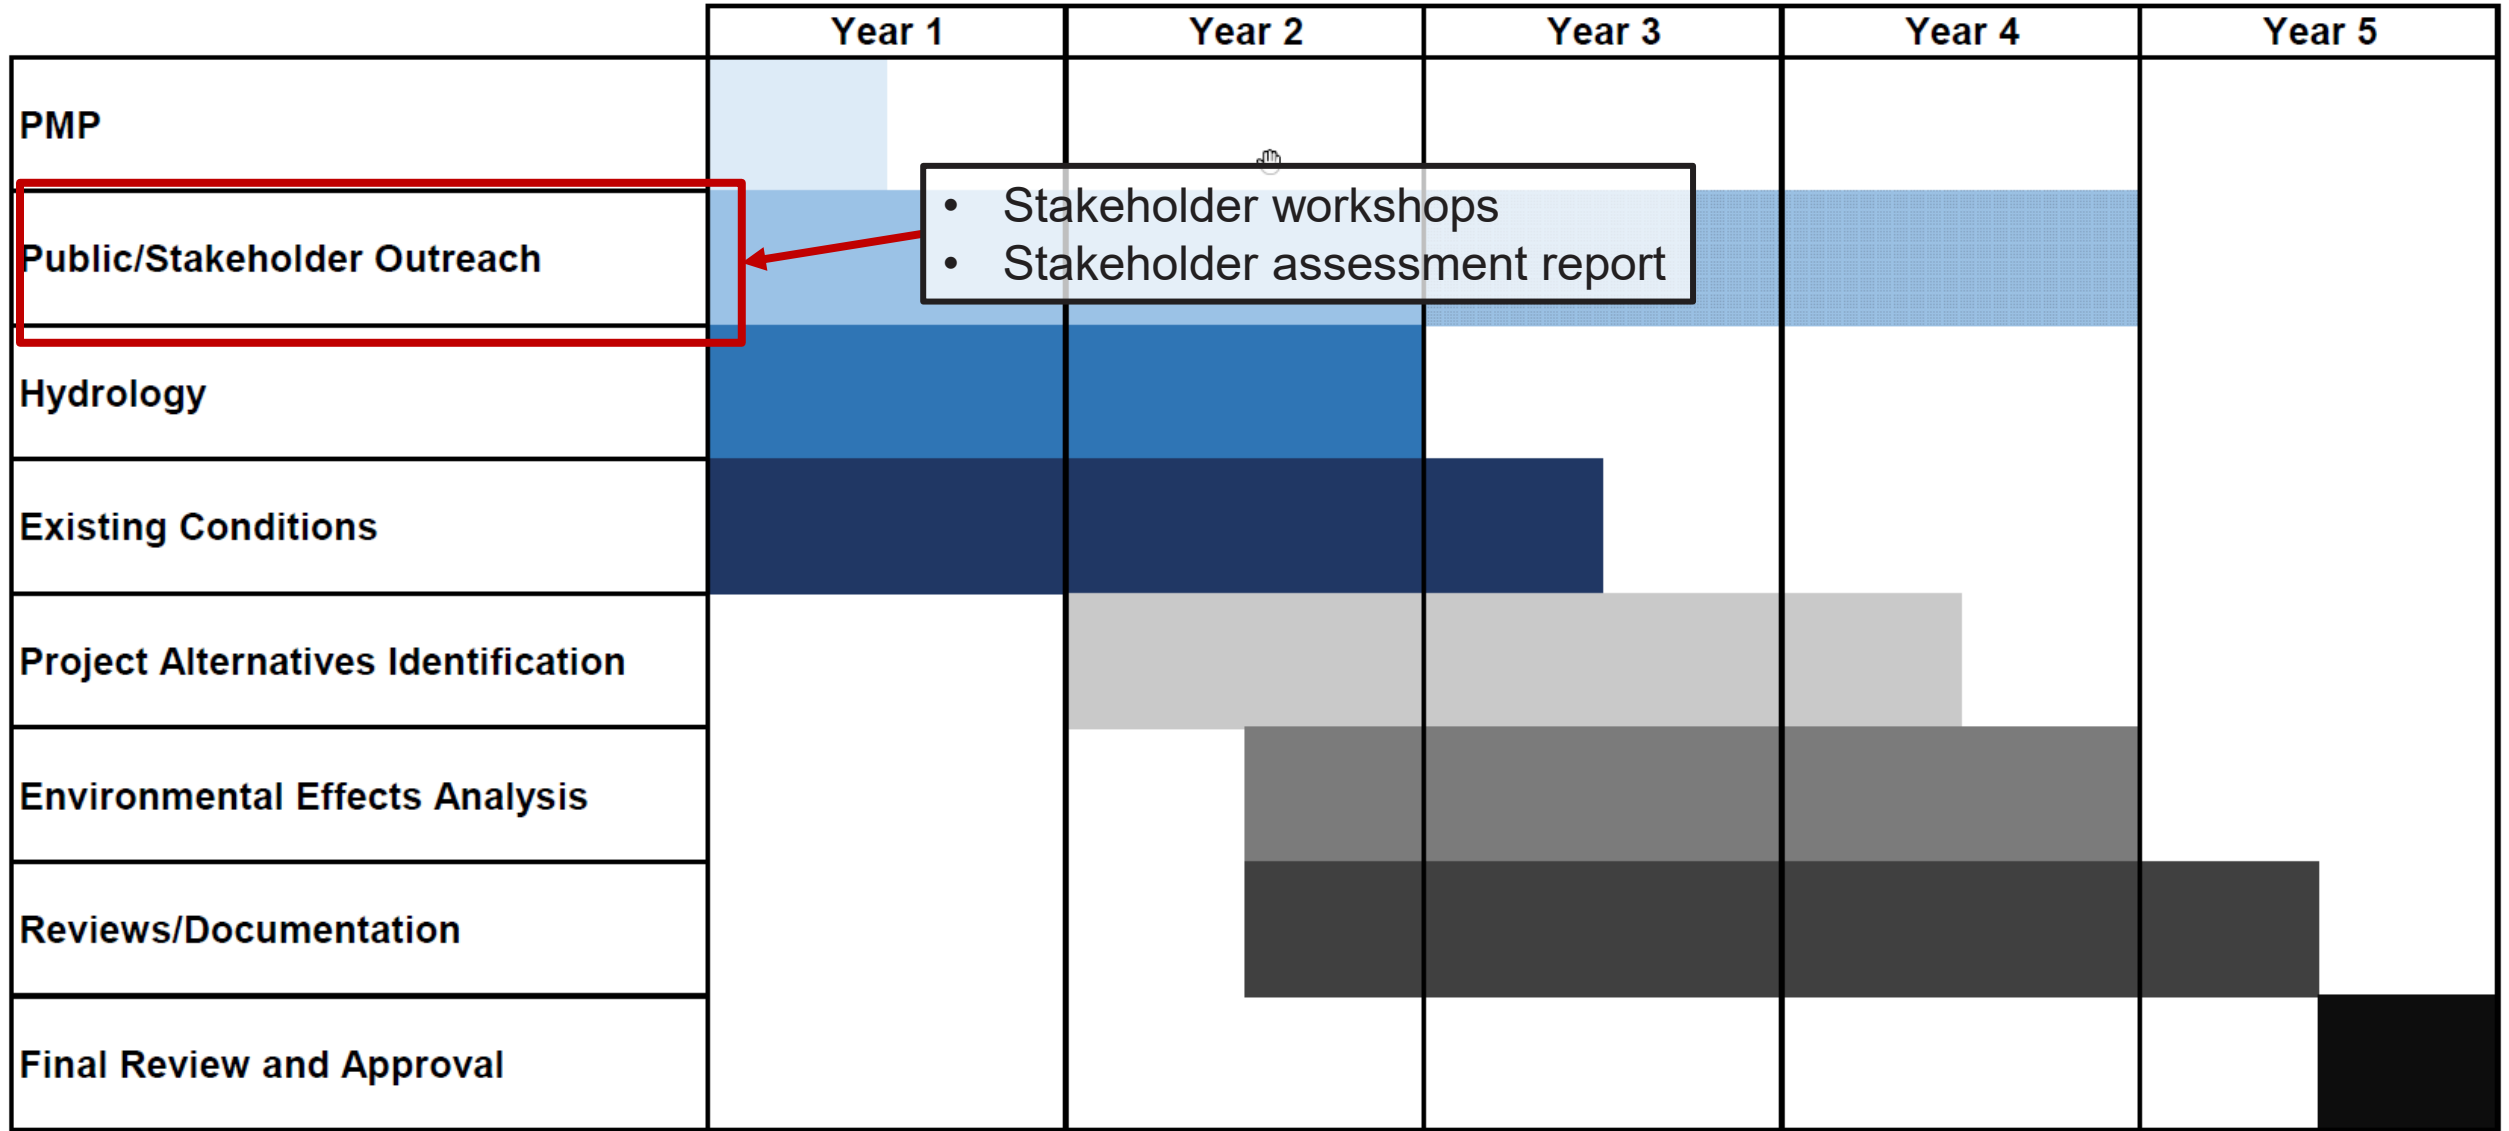 Year 1
Year 2
Year 3
Year 4
Year 5
PMP
• Stakeholder workshops
• Stakeholder assessment report
Public/Stakeholder Outreach
Hydrology
Existing Conditions
Project Alternatives Identification
Environmental Effects Analysis
Reviews/Documentation
Final Review and Approval